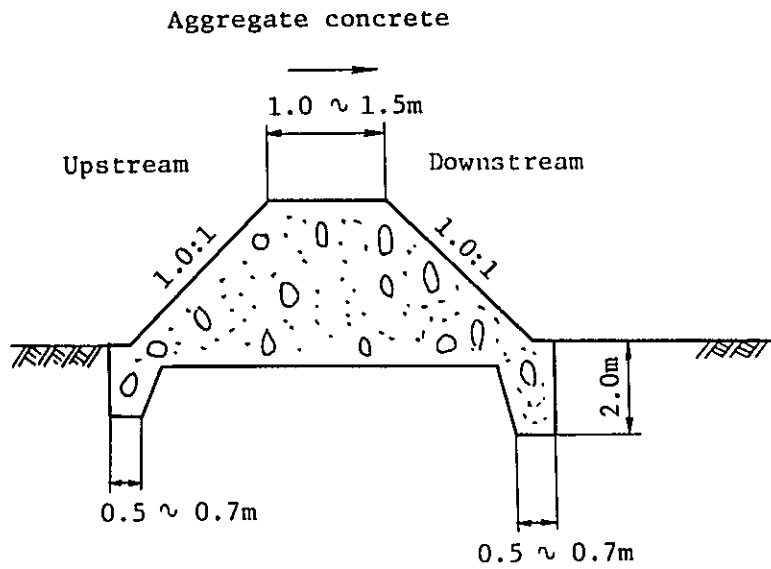 Aggregate concrete
1.0 ∿ 1.5m
Upstream
Downstream
1.0:1
1.0:1
2.0m
0.5 ∿ 0.7m
0.5 ∿ 0.7m